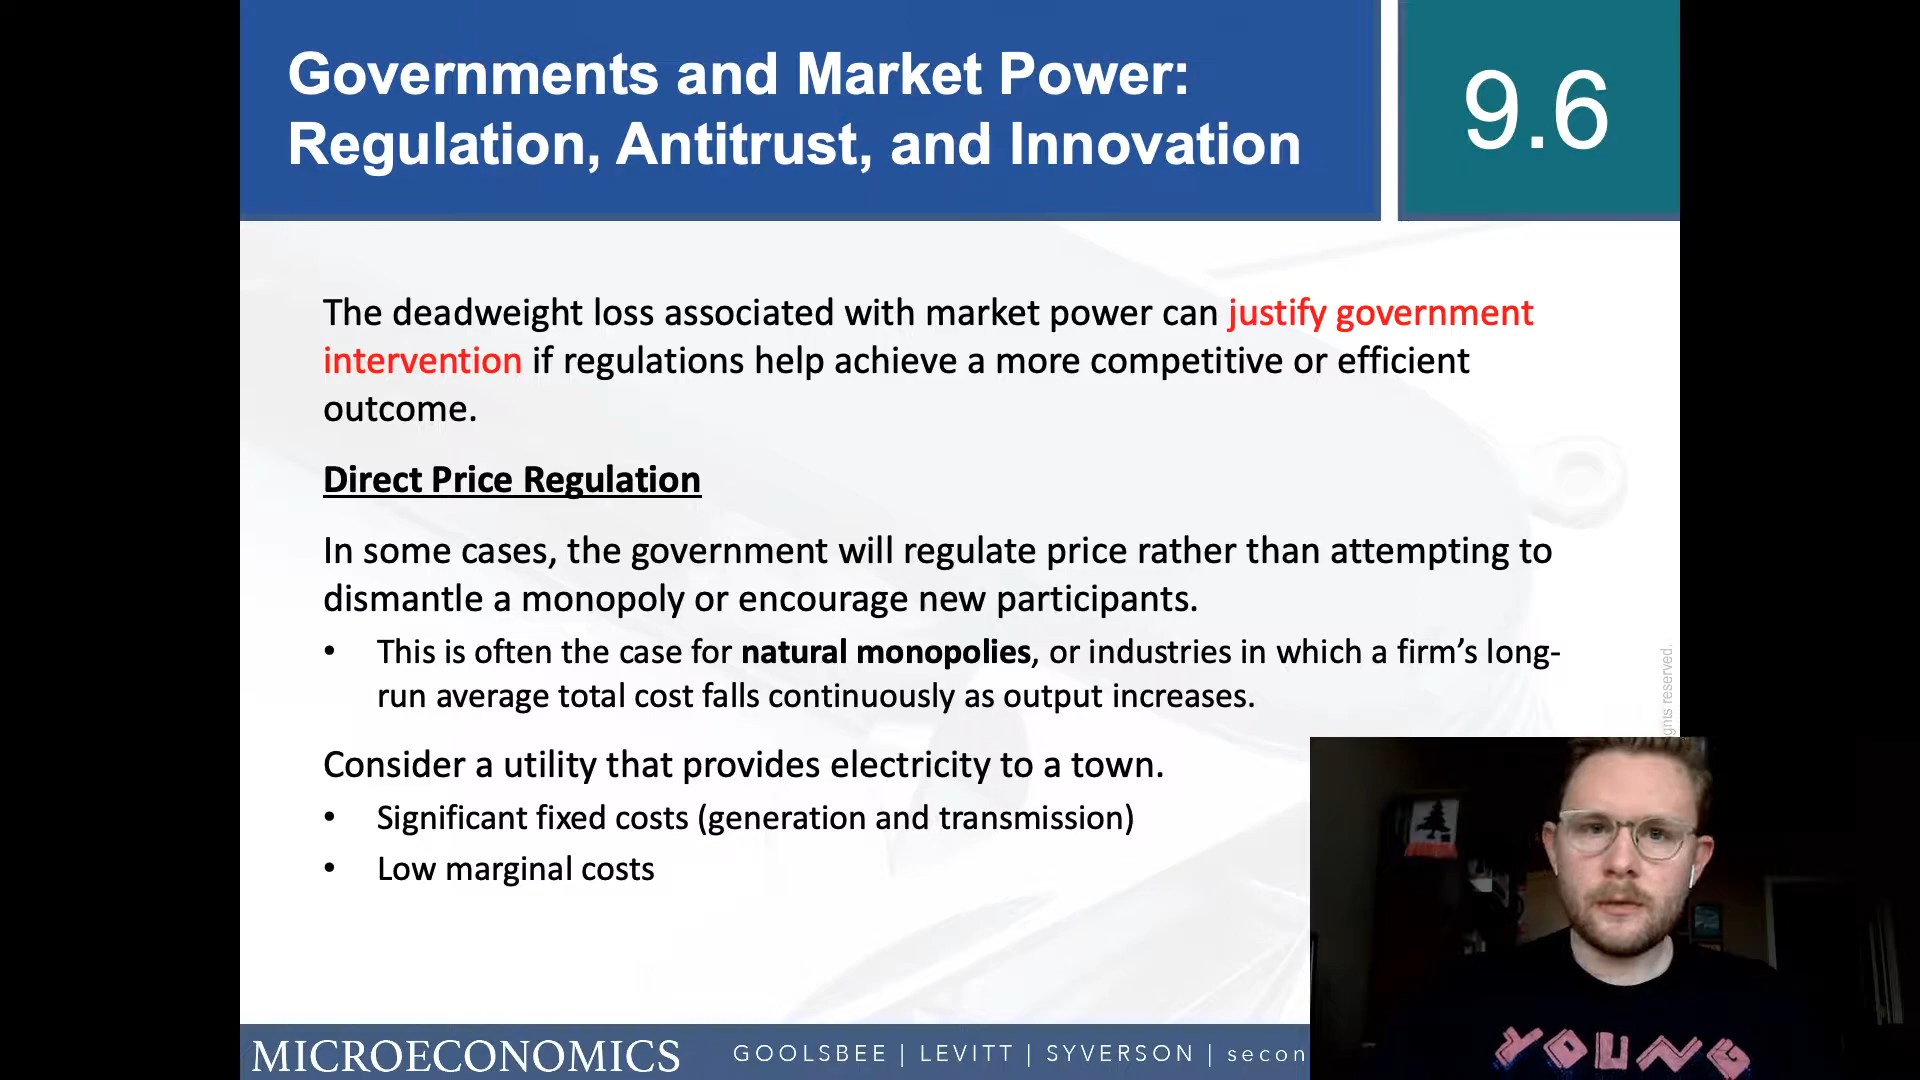 Governments and Market Power:
Regulation, Antitrust, and Innovation
9.6
The deadweight loss associated with market power can justify government
intervention if regulations help achieve a more competitive or efficient
outcome.
Direct Price Regulation
In some cases, the government will regulate price rather than attempting to
dismantle a monopoly or encourage new participants.
• This is often the case for natural monopolies, or industries in which a firm’s long-
run average total cost falls continuously as output increases.
Consider a utility that provides electricity to a town.
• Significant fixed costs (generation and transmission)
• Low marginal costs
reserved.
MICROECONOMICS
GOOLSBEE | LEVITT | SYVERSON | secon
YOUNG